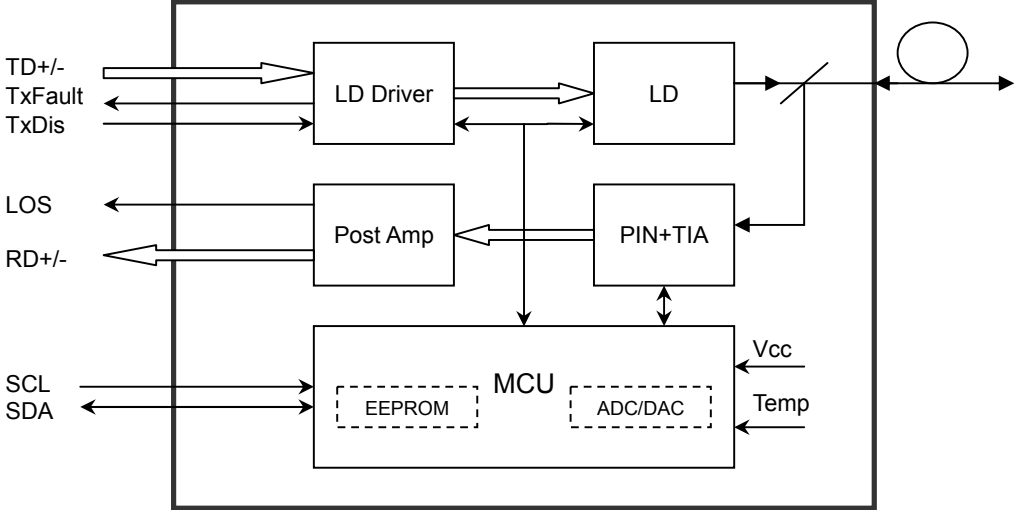 TD+/-
TxFault
TxDis
LD Driver
LD
LOS
RD+/-
Post Amp
PIN+TIA
SCL
SDA
MCU
EEPROM
ADC/DAC
Vcc
Temp